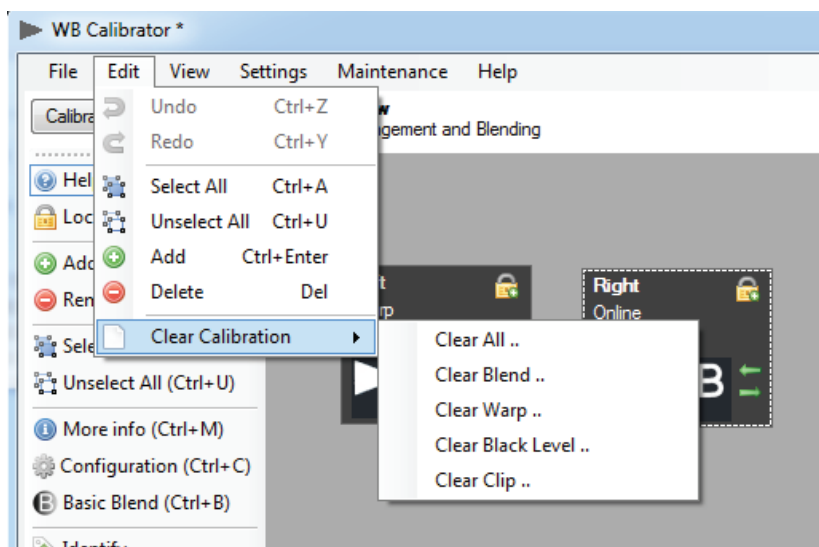 WB Calibrator *
File Edit View Settings Maintenance Help
Undo Ctrl+Z
Redo Ctrl+Y
Select All Ctrl+A
Unselect All Ctrl+U
Add Ctrl+Enter
Delete Del
Clear Calibration
Clear All ..
Clear Blend ..
Clear Warp ..
Clear Black Level ..
Clear Clip ..
and Blending
Unselect All (Ctrl+U)
More info (Ctrl+M)
Configuration (Ctrl+C)
Basic Blend (Ctrl+B)
Identify
Right
Online
B